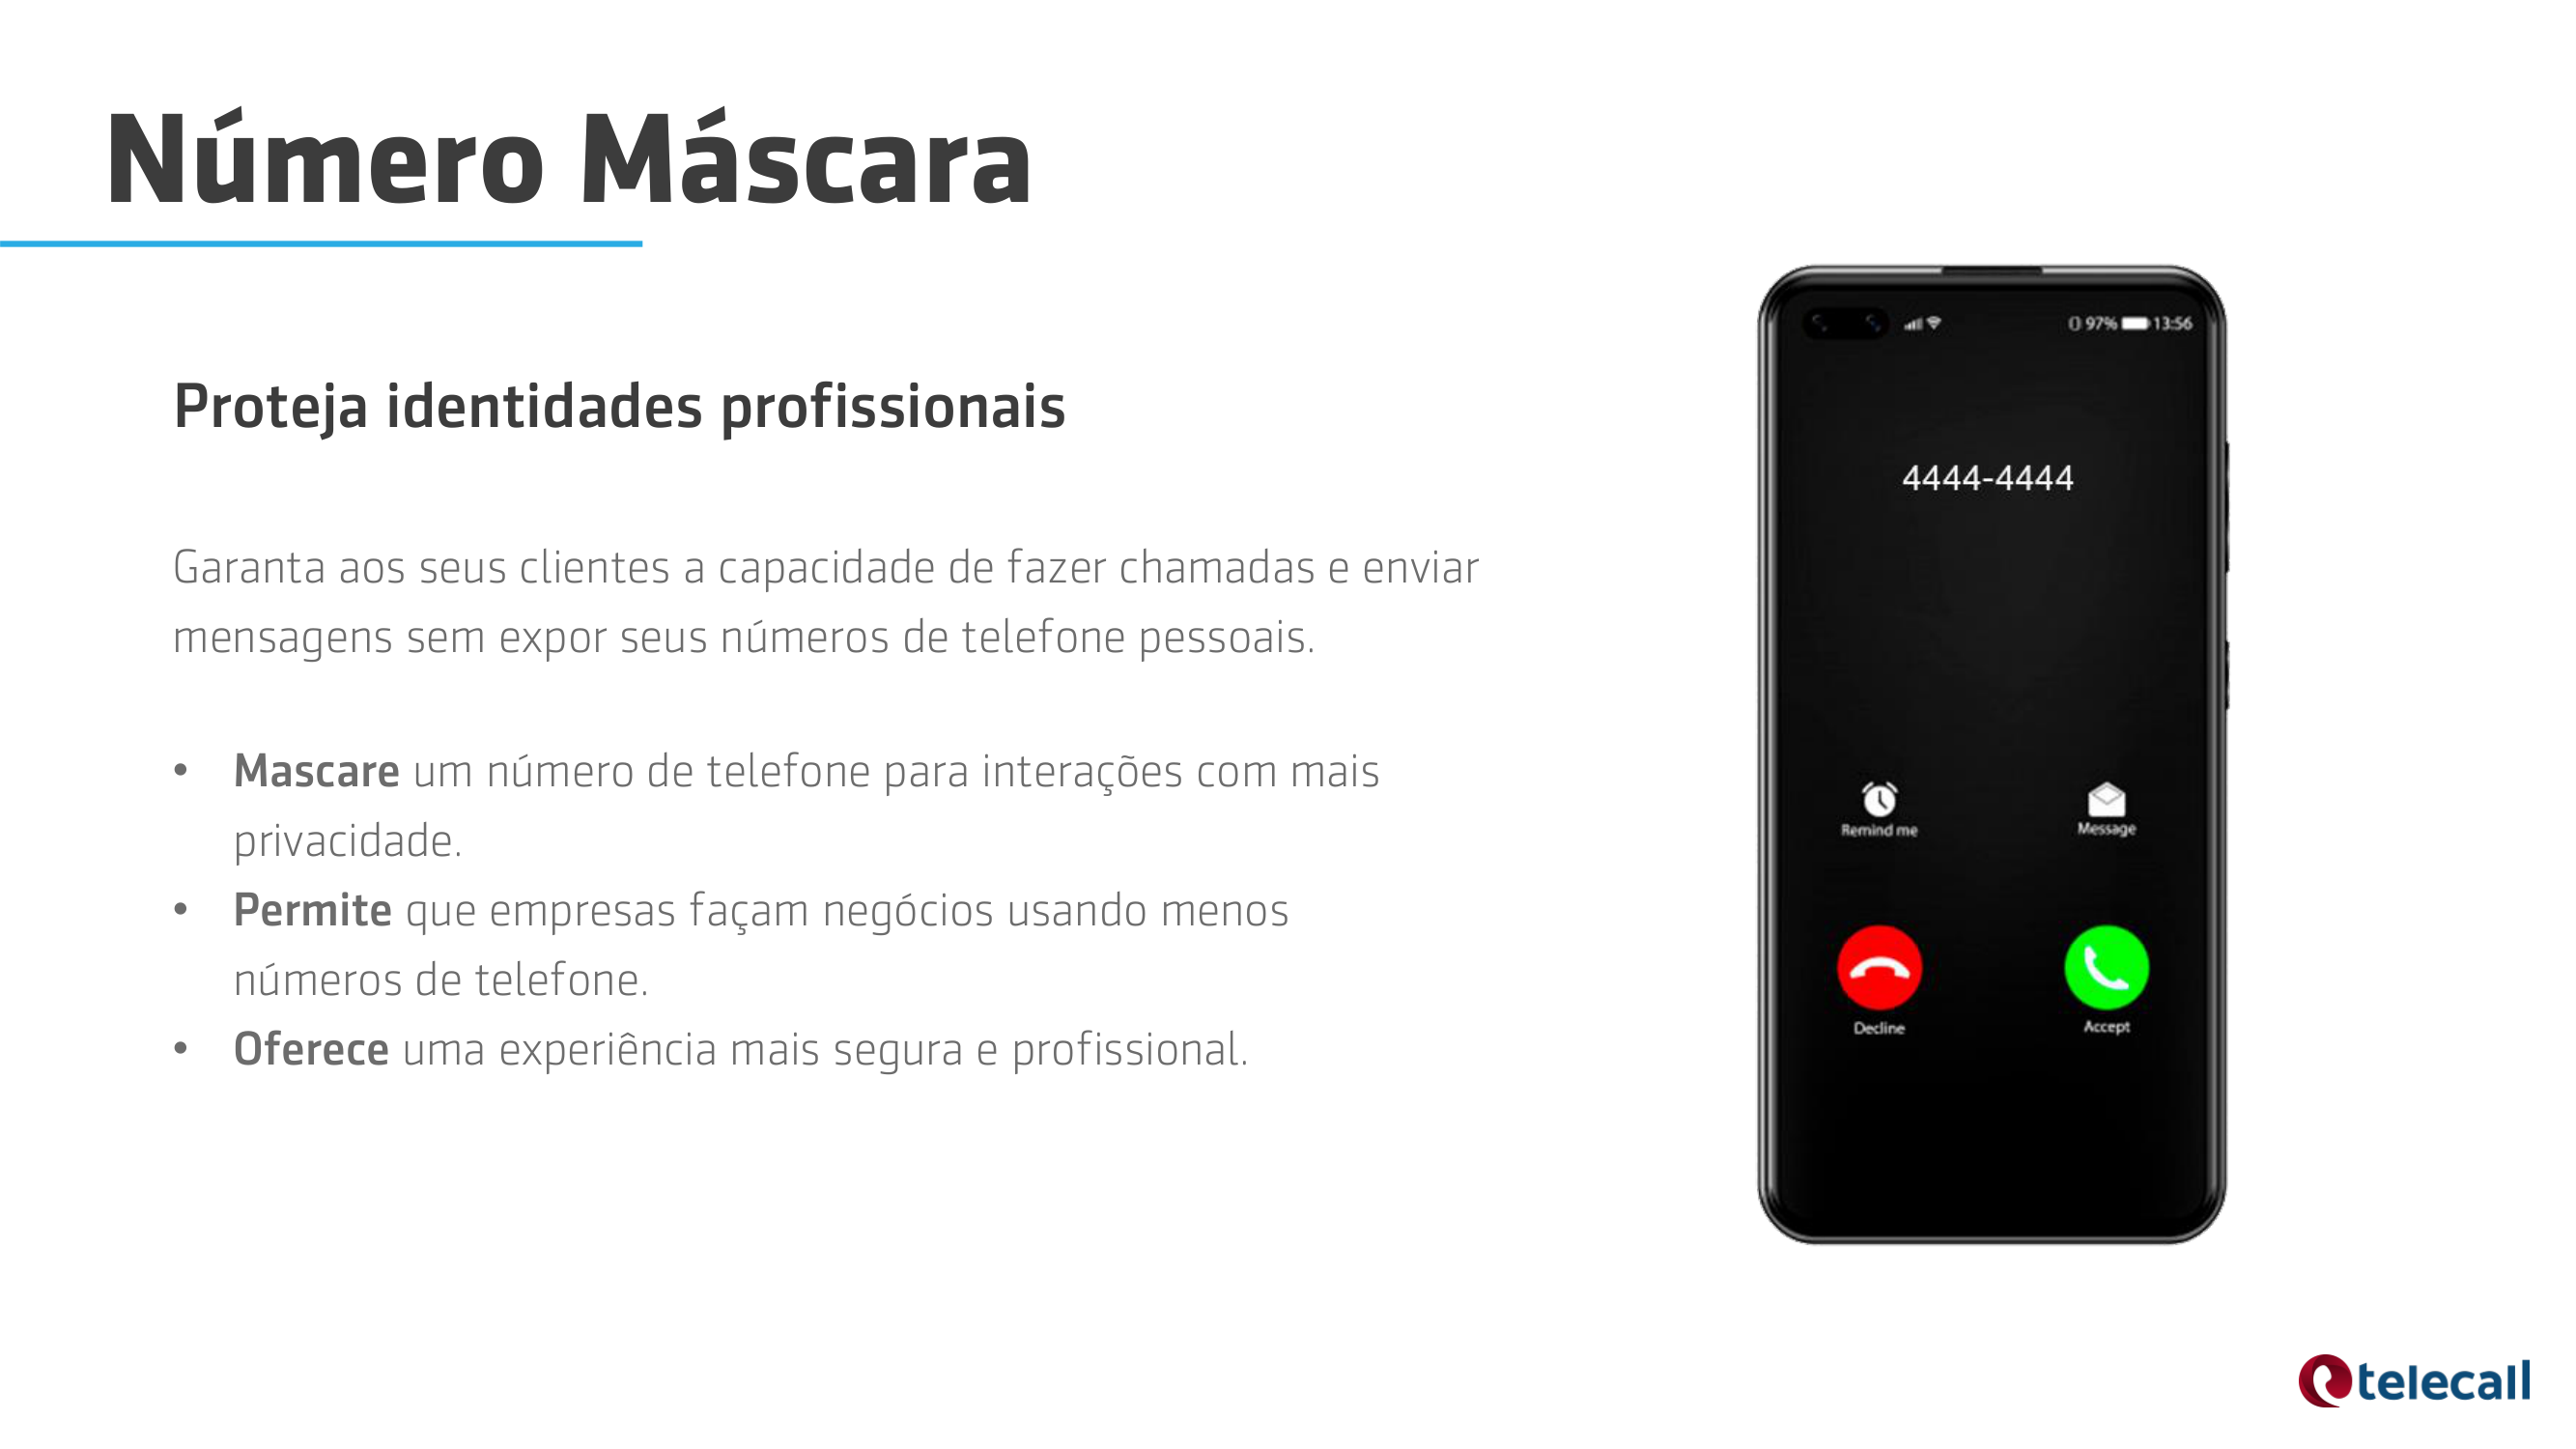 Número Máscara
Proteja identidades profissionais
Garanta aos seus clientes a capacidade de fazer chamadas e enviar
mensagens sem expor seus números de telefone pessoais.
• Mascare um número de telefone para interações com mais
privacidade.
• Permite que empresas façam negócios usando menos
números de telefone.
• Oferece uma experiência mais segura e profissional.
97% 13:56
4444-4444
Remind me
Message
Decline
Accept
telecall